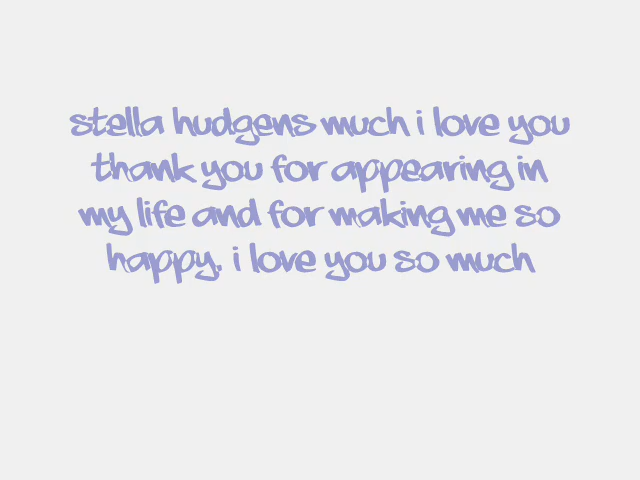 stella hudgens much i love you
thank you for appearing in
my life and for making me so
happy. i love you so much